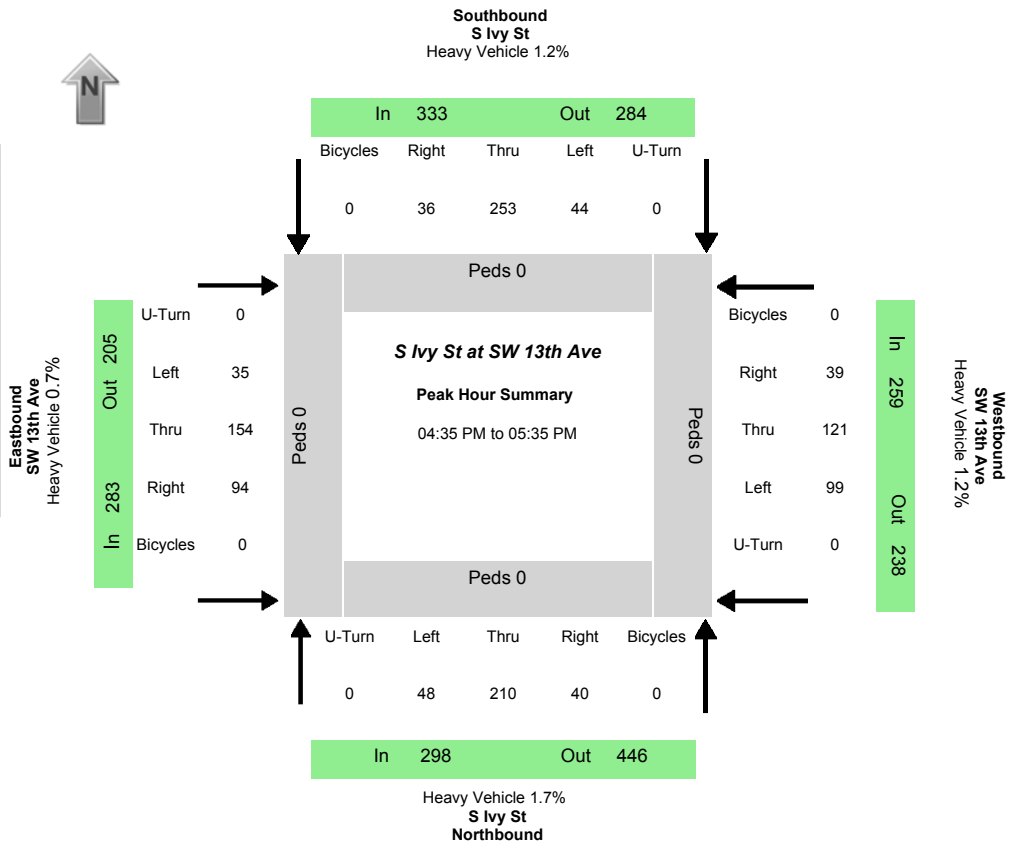 Southbound
S Ivy St
Heavy Vehicle 1.2%
N
In 333 Out 284
Bicycles Right Thru Left U-Turn
0 36 253 44 0
Peds 0
Eastbound
SW 13th Ave
Heavy Vehicle 0.7%
Out 205
In 283
U-Turn 0
Left 35
Thru 154
Right 94
Bicycles 0
Peds 0
S Ivy St at SW 13th Ave
Peak Hour Summary
04:35 PM to 05:35 PM
Peds 0
Bicycles 0
Right 39
Thru 121
Left 99
U-Turn 0
In 259
Out 238
Westbound
SW 13th Ave
Heavy Vehicle 1.2%
Peds 0
U-Turn Left Thru Right Bicycles
0 48 210 40 0
In 298 Out 446
Heavy Vehicle 1.7%
S Ivy St
Northbound